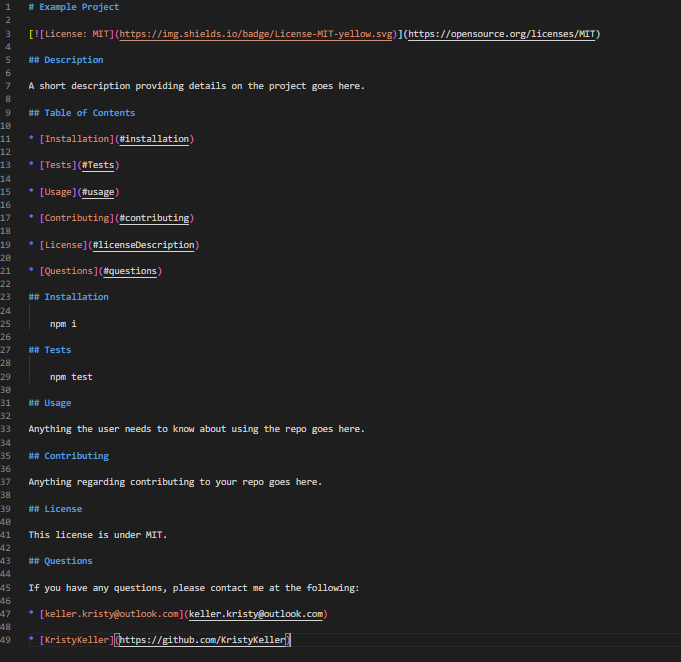 1 # Example Project
2
3 [![License: MIT](https://img.shields.io/badge/License-MIT-yellow.svg)](https://opensource.org/licenses/MIT)
4
5 ## Description
6
7 A short description providing details on the project goes here.
8
9 ## Table of Contents
10
11 * [Installation](#installation)
12
13 * [Tests](#Tests)
14
15 * [Usage](#usage)
16
17 * [Contributing](#contributing)
18
19 * [License](#licenseDescription)
20
21 * [Questions](#questions)
22
23 ## Installation
24
25     npm i
26
27 ## Tests
28
29     npm test
30
31 ## Usage
32
33 Anything the user needs to know about using the repo goes here.
34
35 ## Contributing
36
37 Anything regarding contributing to your repo goes here.
38
39 ## License
40
41 This license is under MIT.
42
43 ## Questions
44
45 If you have any questions, please contact me at the following:
46
47 * [keller.kristy@outlook.com](keller.kristy@outlook.com)
48
49 * [KristyKeller](https://github.com/KristyKeller)